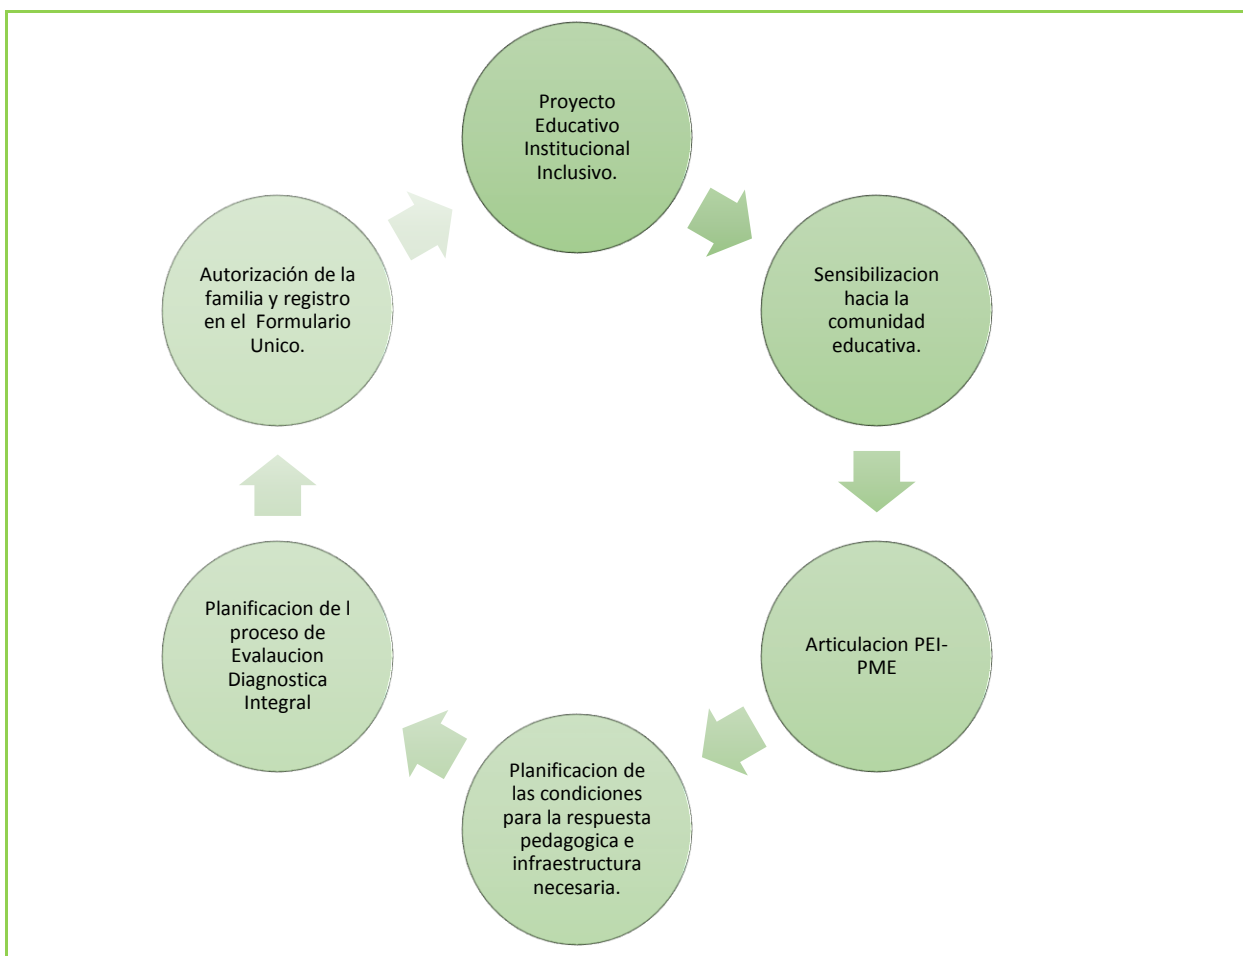 Proyecto
Educativo
Institucional
Inclusivo.
Sensibilizacion
hacia la
comunidad
educativa.
Articulacion PEI-
PME
Planificacion de
las condiciones
para la respuesta
pedagogica e
infraestructura
necesaria.
Planificacion de l
proceso de
Evalaucion
Diagnostica
Integral
Autorización de la
familia y registro
en el  Formulario
Unico.